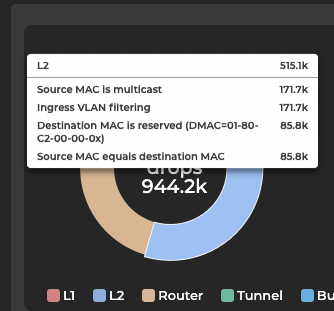 L2 515.1k
Source MAC is multicast 171.7k
Ingress VLAN filtering 171.7k
Destination MAC is reserved (DMAC=01-80- 85.8k
C2-00-00-0x)
Source MAC equals destination MAC 85.8k
drops
944.2k
L1 L2 Router Tunnel Bu